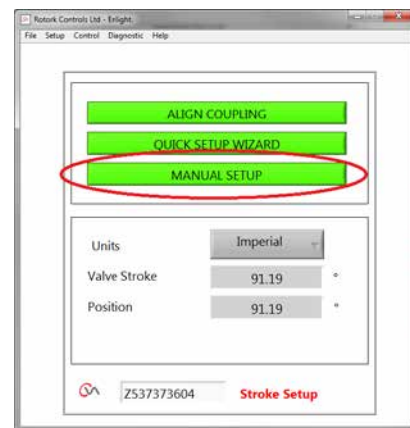 Rotork Controls Ltd - Enlight.
File Setup Control Diagnostic Help
ALIGN COUPLING
QUICK SETUP WIZARD
MANUAL SETUP
Units Imperial
Valve Stroke 91.19 °
Position 91.19 °
Z537373604 Stroke Setup